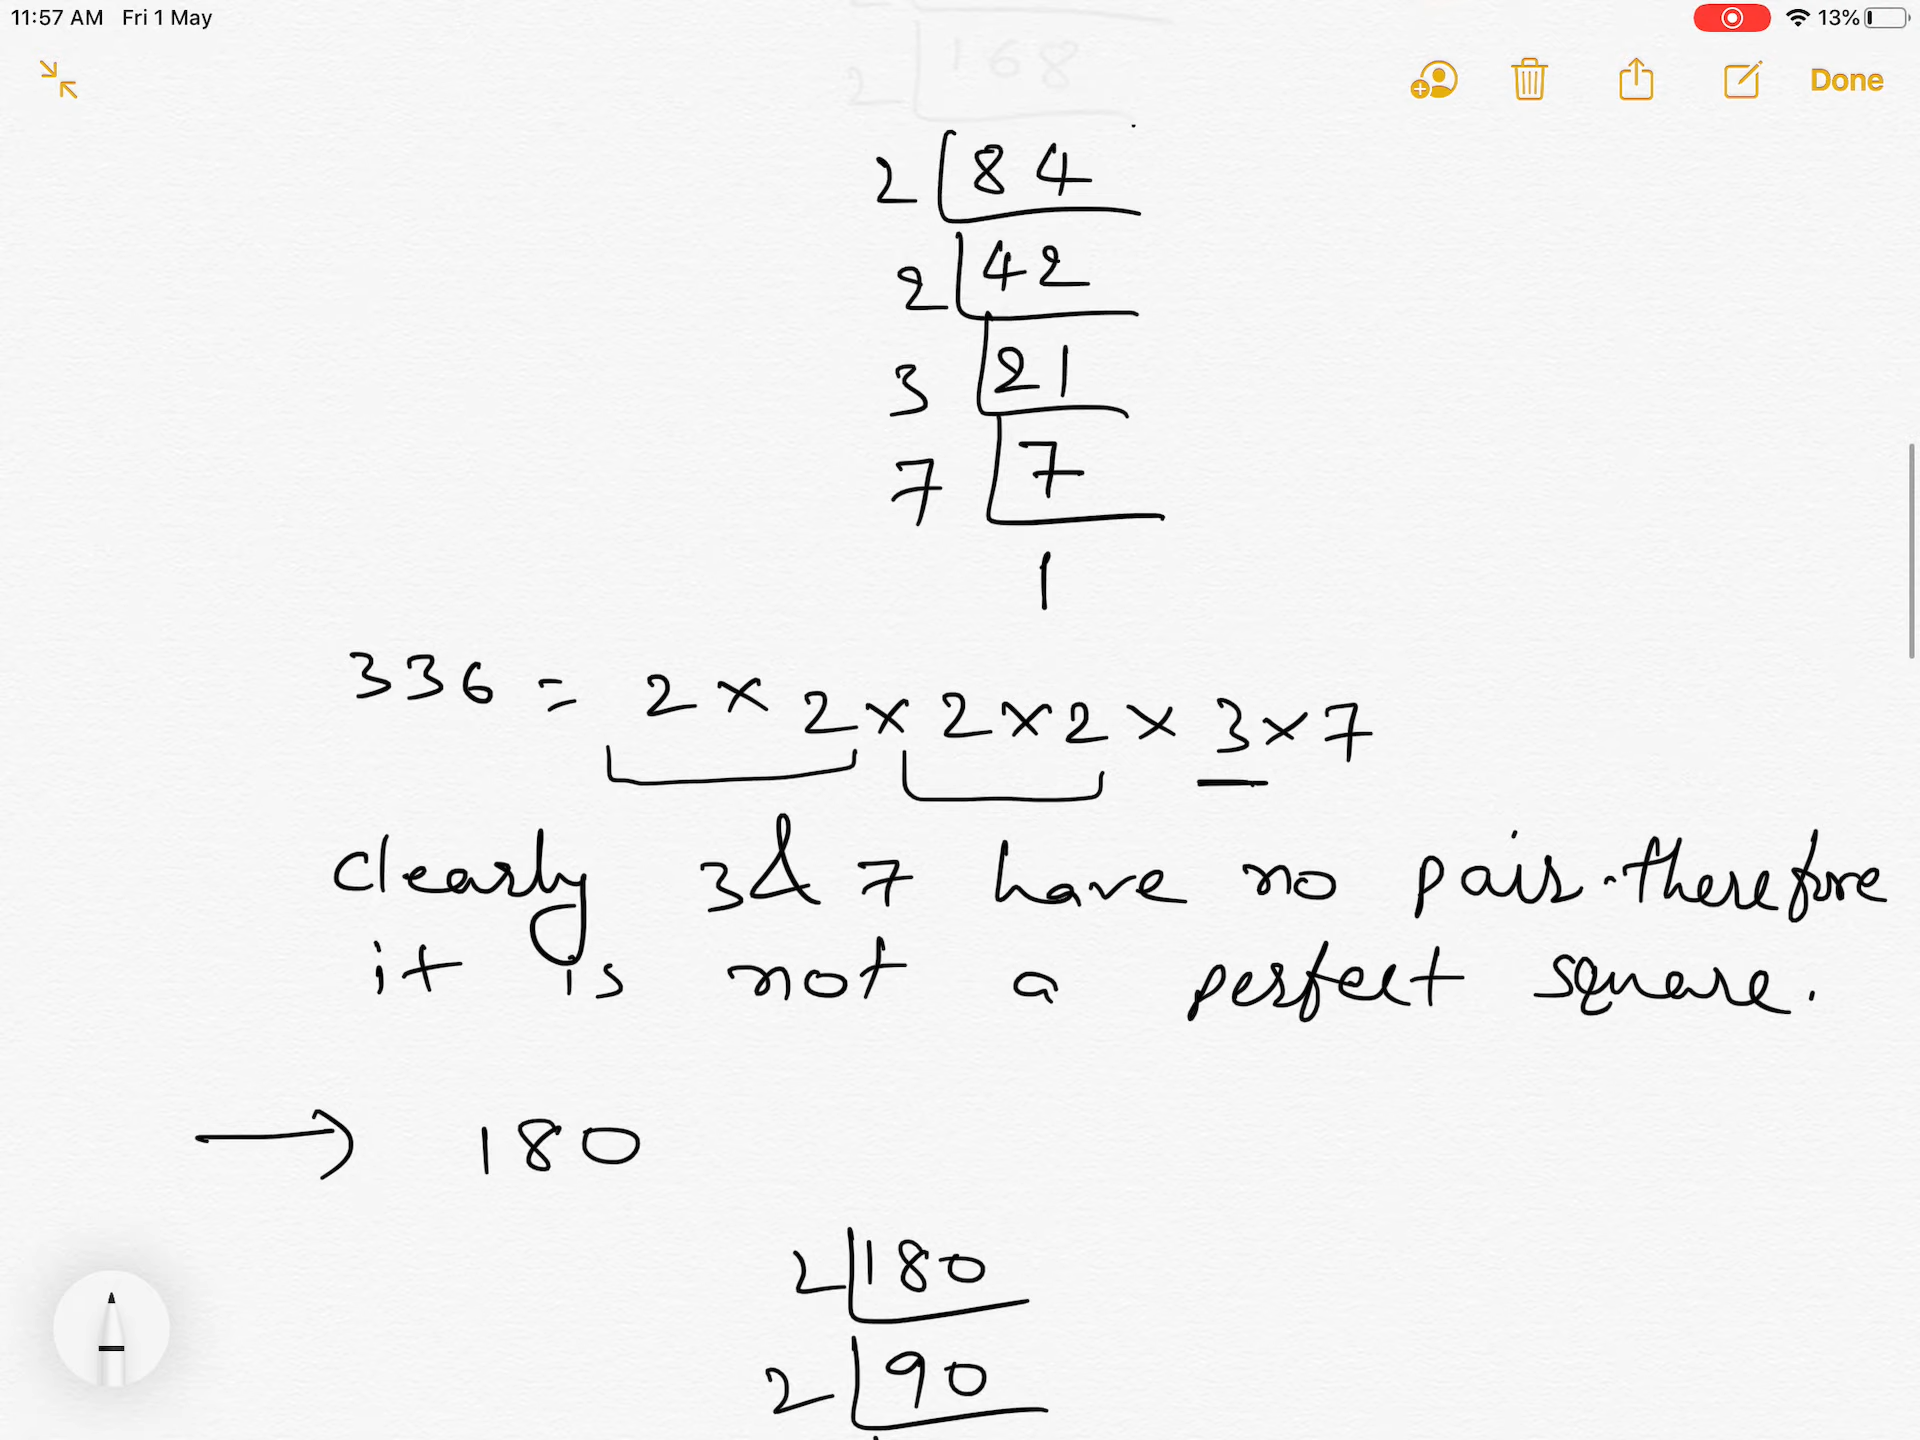 11:57 AM Fri 1 May 13%
2 168
Done
2 84
2 42
3 21
7 7
1
336 = 2 × 2 × 2 × 2 × 3 × 7
clearly 3 & 7 have no pair. therefore
it is not a perfect square.
→ 180
2 180
2 90